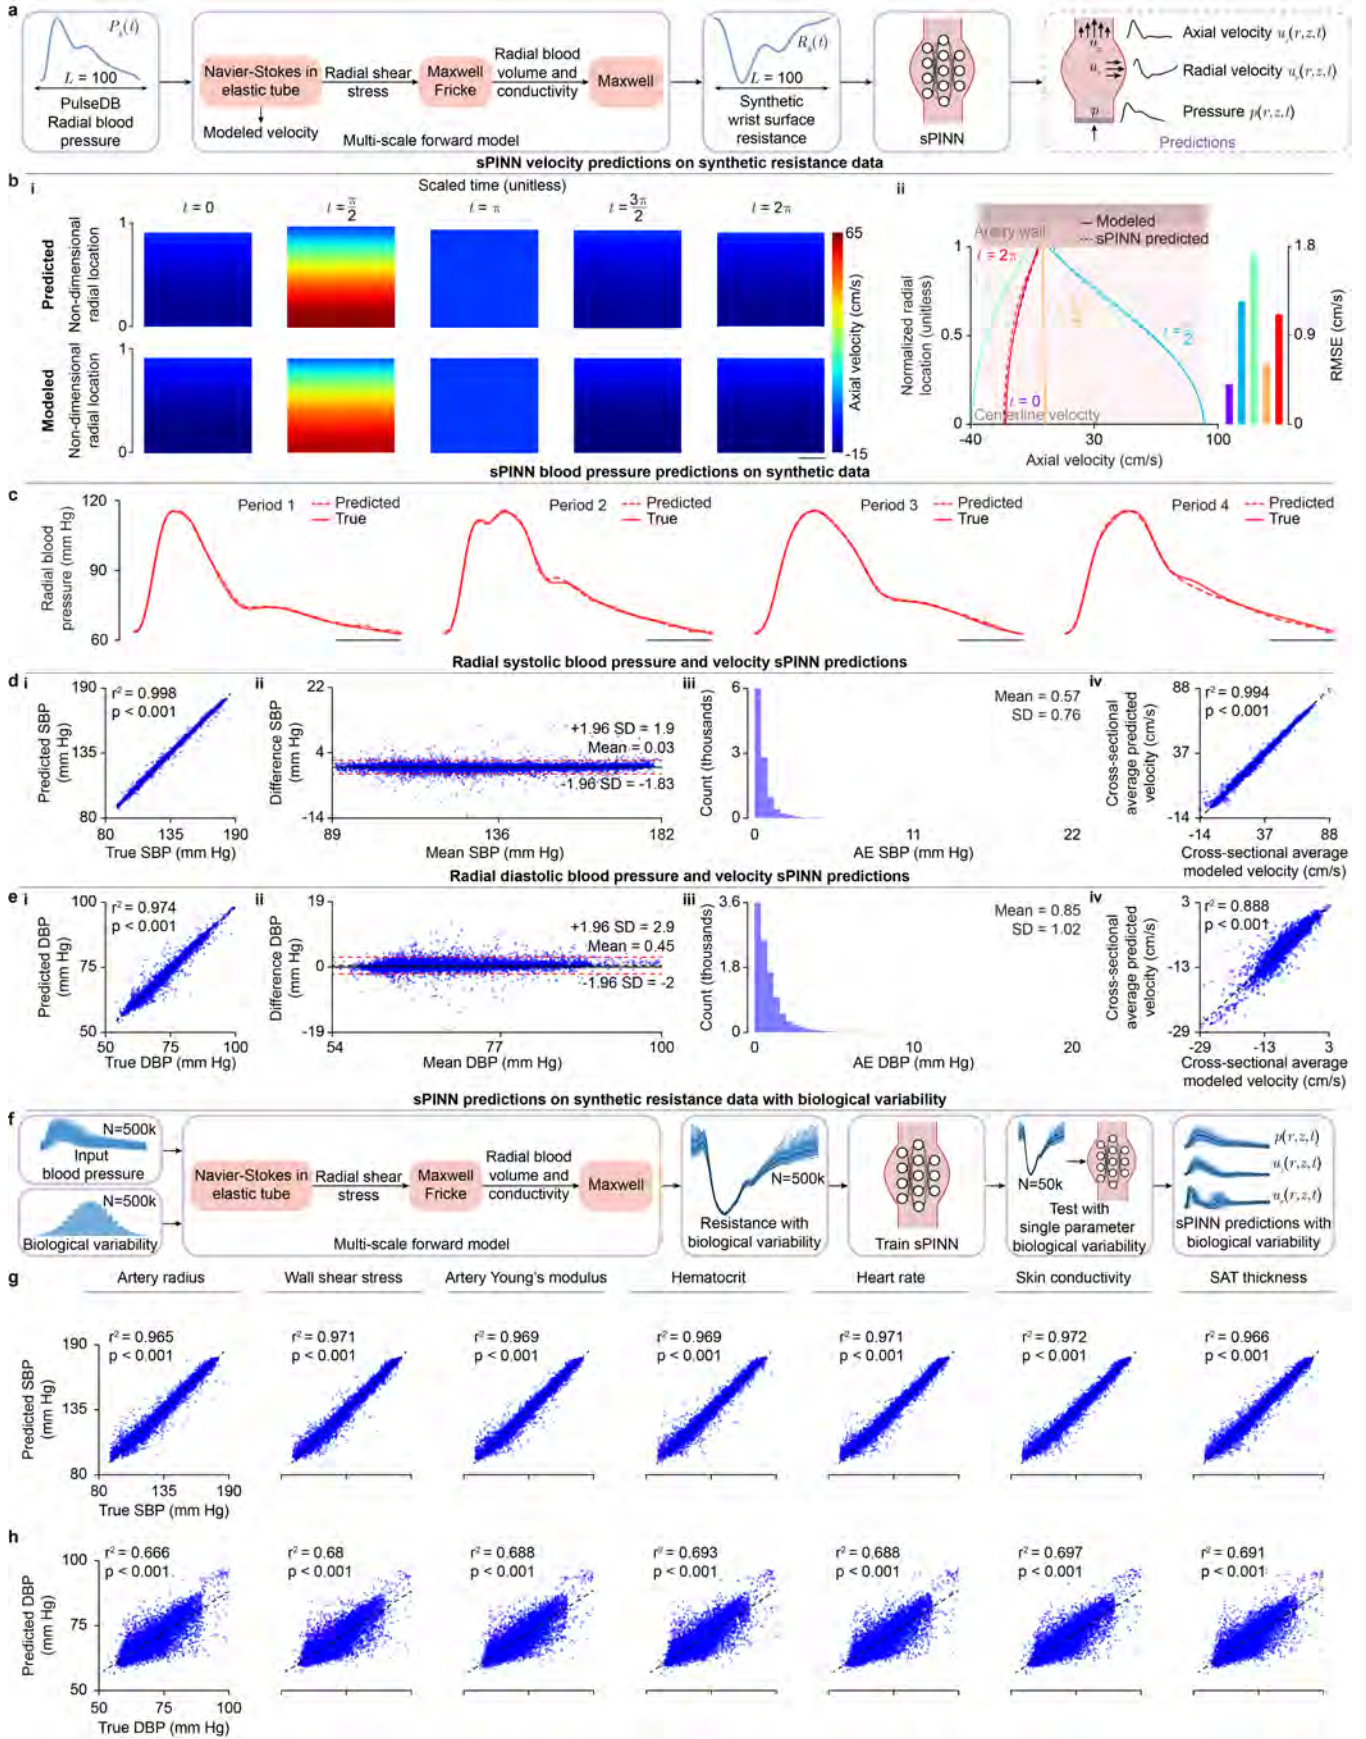 a
P_b(t)
L = 100
PulseDB
Radial blood
pressure
Navier-Stokes in
elastic tube
Radial shear
stress
Maxwell
Fricke
Radial blood
volume and
conductivity
Maxwell
Modeled velocity
Multi-scale forward model
L = 100
Synthetic
wrist surface
resistance
sPINN
p
Axial velocity
Radial velocity
Pressure p(r,z,t)
Predictions
sPINN velocity predictions on synthetic resistance data
b
i
Scaled time (unitless)
t = 0
t = π/2
t = π
t = 3π/2
t = 2π
Predicted
Non-dimensional
radial location
1
0
Modeled
Non-dimensional
radial location
1
0
65
Axial velocity (cm/s)
-15
ii
Modeled
sPINN predicted
Artery wall
t = 2π
t = 0
Centerline velocity
Normalized radial
location (unitless)
1
0.5
0
-40
30
100
Axial velocity (cm/s)
1.8
0.9
0
RMSE (cm/s)
sPINN blood pressure predictions on synthetic data
c
Radial blood
pressure (mm Hg)
120
90
60
Period 1
Predicted
True
Period 2
Predicted
True
Period 3
Predicted
True
Period 4
Predicted
True
Radial systolic blood pressure and velocity sPINN predictions
d
i
Predicted SBP
(mm Hg)
190
135
80
r² = 0.998
p < 0.001
80
135
190
True SBP (mm Hg)
ii
Difference SBP
(mm Hg)
22
4
-14
+1.96 SD = 1.9
Mean = 0.03
-1.96 SD = -1.83
89
136
182
Mean SBP (mm Hg)
iii
Count (thousands)
6
3
0
Mean = 0.57
SD = 0.76
0
11
22
AE SBP (mm Hg)
iv
Cross-sectional
average predicted
velocity (cm/s)
88
37
-14
r² = 0.994
p < 0.001
-14
37
88
Cross-sectional average
modeled velocity (cm/s)
Radial diastolic blood pressure and velocity sPINN predictions
e
i
Predicted DBP
(mm Hg)
100
75
50
r² = 0.974
p < 0.001
50
75
100
True DBP (mm Hg)
ii
Difference DBP
(mm Hg)
19
0
-19
+1.96 SD = 2.9
Mean = 0.45
-1.96 SD = -2
54
77
100
Mean DBP (mm Hg)
iii
Count (thousands)
3.6
1.8
0
Mean = 0.85
SD = 1.02
0
10
20
AE DBP (mm Hg)
iv
Cross-sectional
average predicted
velocity (cm/s)
3
-13
-29
r² = 0.888
p < 0.001
-29
-13
3
Cross-sectional average
modeled velocity (cm/s)
sPINN predictions on synthetic resistance data with biological variability
f
N=500k
Input
blood pressure
N=500k
Biological variability
Navier-Stokes in
elastic tube
Radial shear
stress
Maxwell
Fricke
Radial blood
volume and
conductivity
Maxwell
Multi-scale forward model
N=500k
Resistance with
biological variability
Train sPINN
N=50k
Test with
single parameter
biological variability
p(r,z,t)
sPINN predictions with
biological variability
g
Artery radius
Wall shear stress
Artery Young's modulus
Hematocrit
Heart rate
Skin conductivity
SAT thickness
Predicted SBP
(mm Hg)
190
135
80
r² = 0.965
p < 0.001
r² = 0.971
p < 0.001
r² = 0.969
p < 0.001
r² = 0.969
p < 0.001
r² = 0.971
p < 0.001
r² = 0.972
p < 0.001
r² = 0.966
p < 0.001
80
135
190
True SBP (mm Hg)
h
Predicted DBP
(mm Hg)
100
75
50
r² = 0.666
p < 0.001
r² = 0.68
p < 0.001
r² = 0.688
p < 0.001
r² = 0.693
p < 0.001
r² = 0.688
p < 0.001
r² = 0.697
p < 0.001
r² = 0.691
p < 0.001
50
75
100
True DBP (mm Hg)